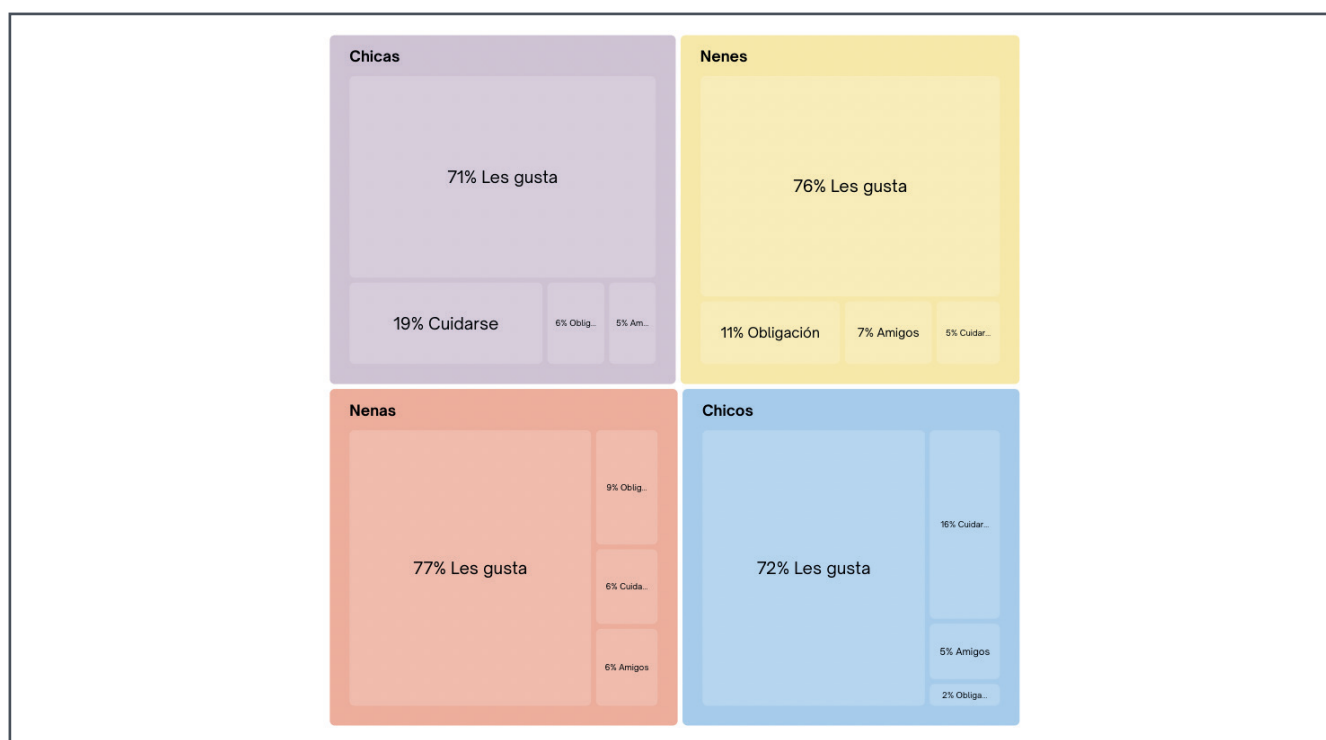 Chicas
71% Les gusta
19% Cuidarse
6% Oblig...
5% Am...
Nenes
76% Les gusta
11% Obligación
7% Amigos
5% Cuidar...
Nenas
77% Les gusta
9% Oblig...
6% Cuida...
6% Amigos
Chicos
72% Les gusta
16% Cuidar...
5% Amigos
2% Obliga...